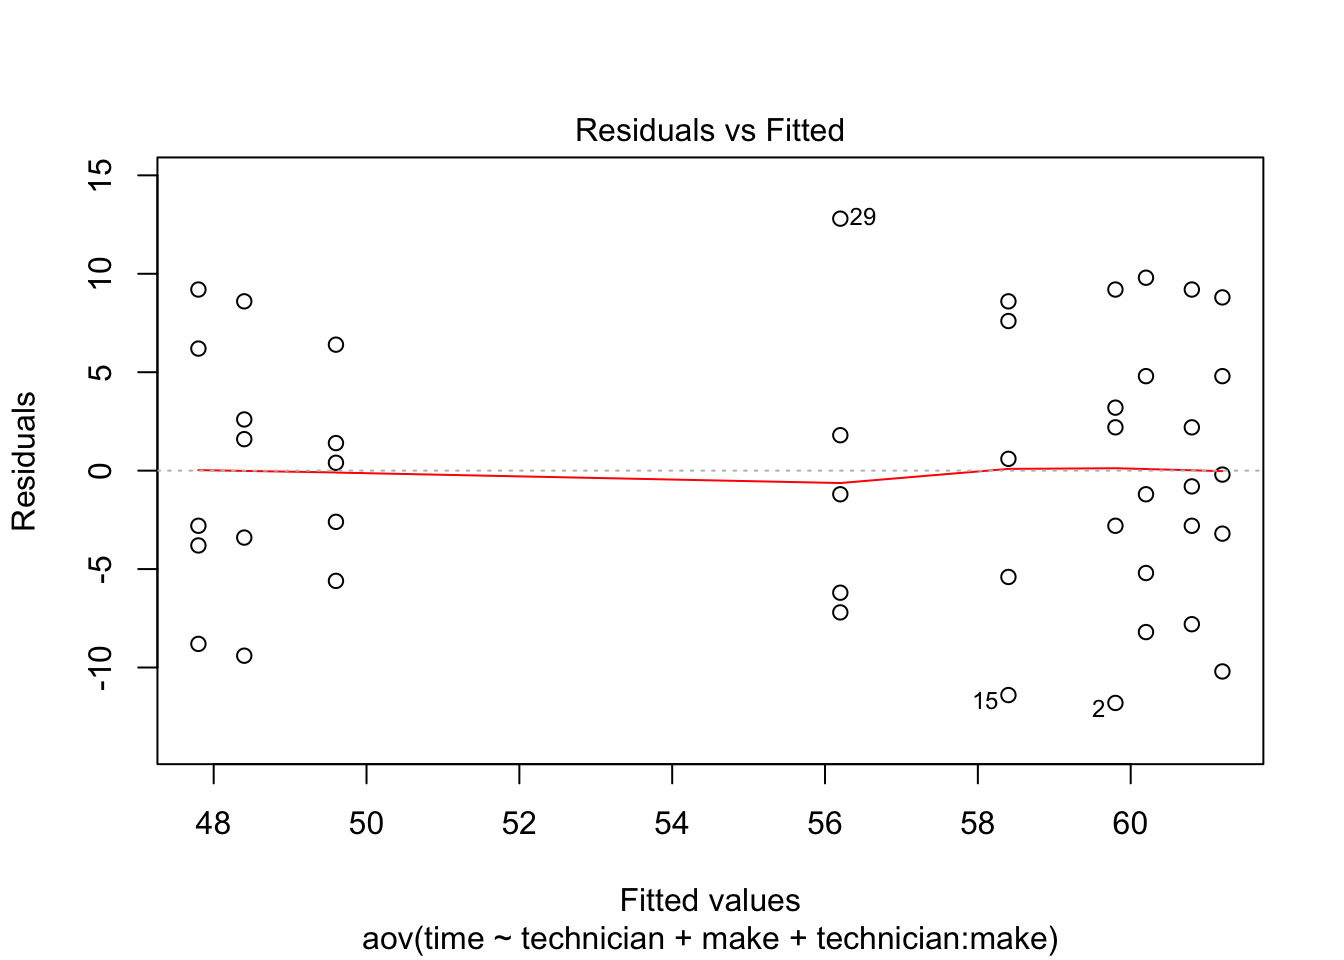 Residuals vs Fitted
15
10
5
0
-5
-10
Residuals
29
15
2
48 50 52 54 56 58 60
Fitted values
aov(time ~ technician + make + technician:make)